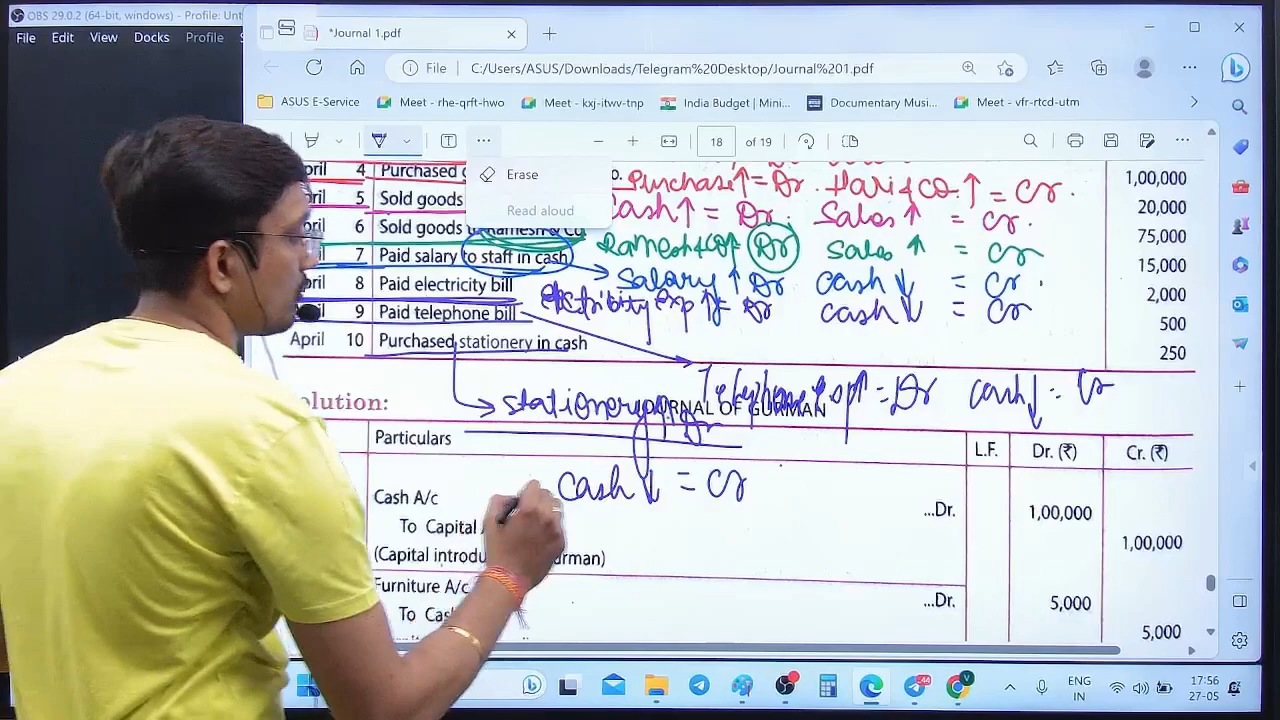 OBS 29.0.2 (64-bit, windows) - Profile: Unt
File Edit View Docks Profile
*Journal 1.pdf
File C:/Users/ASUS/Downloads/Telegram%20Desktop/Journal%201.pdf
ASUS E-Service Meet - rhe-qrft-hwo Meet - kxj-itwv-tnp India Budget | Mini... Documentary Musi... Meet - vfr-rtcd-utm
18 of 19
Erase
Read aloud
4 Purchased Purchase↑ = Dr. Hari & CO. ↑ = Cr. 1,00,000
April 5 Sold goods Cash↑ = Dr. Sales ↑ = Cr. 20,000
April 6 Sold goods to Ramesh & Co. Dr Sales ↑ = Cr 75,000
7 Paid salary to staff in cash Salary ↑ Dr cash ↓ = Cr. 15,000
8 Paid electricity bill Electricity Exp ↑ = Dr cash ↓ = Cr 2,000
9 Paid telephone bill 500
April 10 Purchased stationery in cash 250
Telephone Exp ↑ = Dr cash ↓ = Cr
olution: stationery JOURNAL OF GURMAN
Particulars L.F. Dr. (₹) Cr. (₹)
cash ↓ = Cr
Cash A/c ...Dr. 1,00,000
To Capital 1,00,000
(Capital introdu urman)
Furniture A/c ...Dr. 5,000
To Cas 5,000
ENG
IN
17:56
27-05